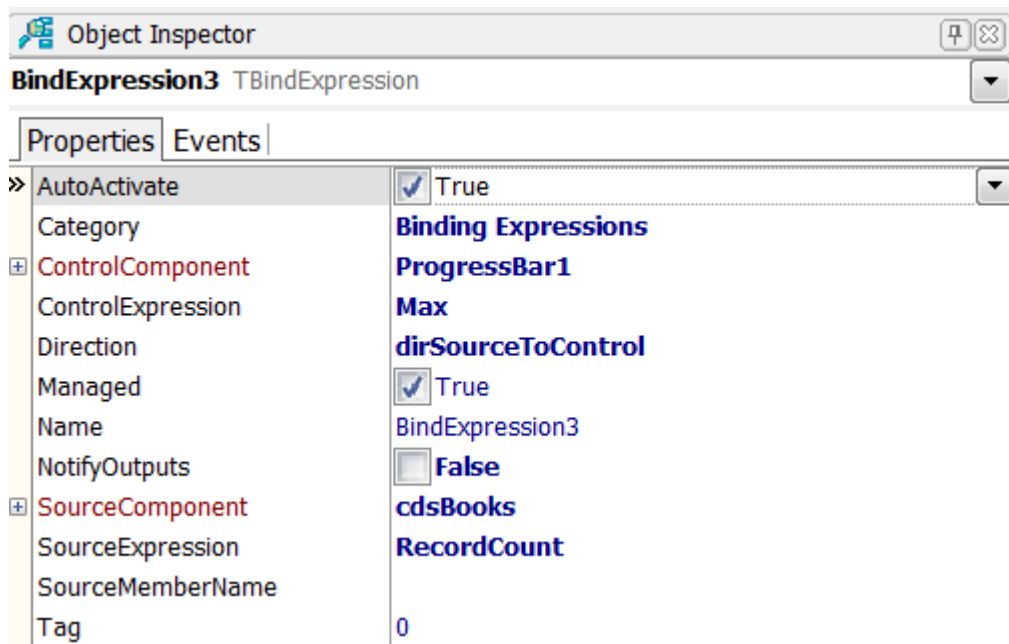 Object Inspector
BindExpression3 TBindExpression
Properties Events
AutoActivate True
Category Binding Expressions
ControlComponent ProgressBar1
ControlExpression Max
Direction dirSourceToControl
Managed True
Name BindExpression3
NotifyOutputs False
SourceComponent cdsBooks
SourceExpression RecordCount
SourceMemberName
Tag 0